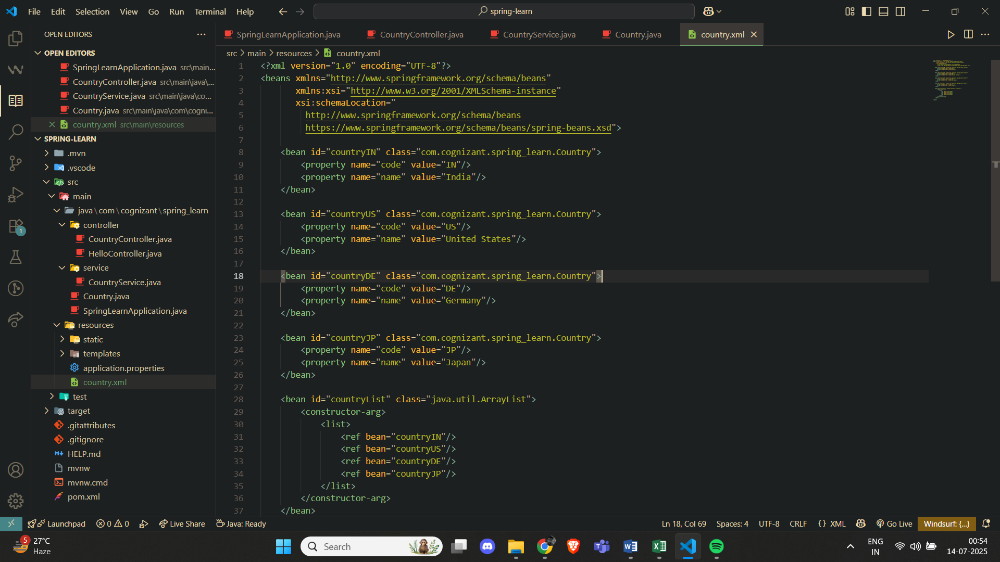 File Edit Selection View Go Run Terminal Help
spring-learn
OPEN EDITORS
SpringLearnApplication.java
CountryController.java
CountryService.java
Country.java
country.xml
OPEN EDITORS
SpringLearnApplication.java src\main...
CountryController.java src\main\java\...
CountryService.java src\main\java\co...
Country.java src\main\java\com\cogni...
country.xml src\main\resources
SPRING-LEARN
.mvn
.vscode
src
main
java\com\cognizant\spring_learn
controller
CountryController.java
HelloController.java
service
CountryService.java
Country.java
SpringLearnApplication.java
resources
static
templates
application.properties
country.xml
test
target
.gitattributes
.gitignore
HELP.md
mvnw
mvnw.cmd
pom.xml
1
src > main > resources > country.xml
1 <?xml version="1.0" encoding="UTF-8"?>
2 <beans xmlns="http://www.springframework.org/schema/beans"
3 xmlns:xsi="http://www.w3.org/2001/XMLSchema-instance"
4 xsi:schemaLocation="
5 http://www.springframework.org/schema/beans
6 https://www.springframework.org/schema/beans/spring-beans.xsd">
7
8 <bean id="countryIN" class="com.cognizant.spring_learn.Country">
9 <property name="code" value="IN"/>
10 <property name="name" value="India"/>
11 </bean>
12
13 <bean id="countryUS" class="com.cognizant.spring_learn.Country">
14 <property name="code" value="US"/>
15 <property name="name" value="United States"/>
16 </bean>
17
18 <bean id="countryDE" class="com.cognizant.spring_learn.Country">
19 <property name="code" value="DE"/>
20 <property name="name" value="Germany"/>
21 </bean>
22
23 <bean id="countryJP" class="com.cognizant.spring_learn.Country">
24 <property name="code" value="JP"/>
25 <property name="name" value="Japan"/>
26 </bean>
27
28 <bean id="countryList" class="java.util.ArrayList">
29 <constructor-arg>
30 <list>
31 <ref bean="countryIN"/>
32 <ref bean="countryUS"/>
33 <ref bean="countryDE"/>
34 <ref bean="countryJP"/>
35 </list>
36 </constructor-arg>
37 </bean>
Launchpad 0 0 Live Share Java: Ready
Ln 18, Col 69 Spaces: 4 UTF-8 CRLF {} XML Go Live Windsurf: {...}
5
27°C
Haze
Search
ENG
IN
00:54
14-07-2025